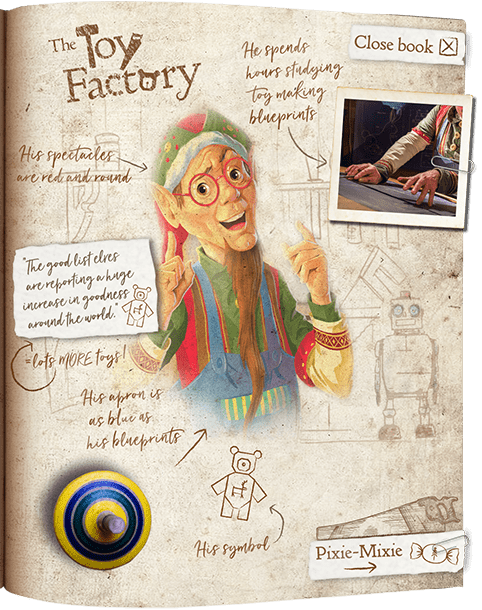 The Toy
Factory
He spends
hours studying
toy making
blueprints
Close book
His spectacles
are red and round
"The good list elves
are reporting a huge
increase in goodness
around the world."
=lots MORE toys!
His apron is
as blue as
his blueprints
His symbol
Pixie-Mixie